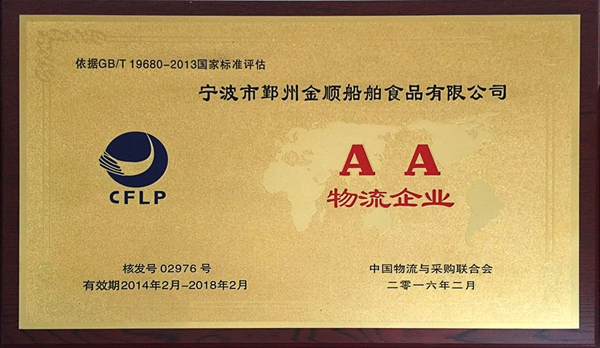 依据GB/T 19680-2013国家标准评估
宁波市鄞州金顺船舶食品有限公司
A A
物流企业
CFLP
核发号 02976 号
有效期2014年2月-2018年2月
中国物流与采购联合会
二零一六年二月